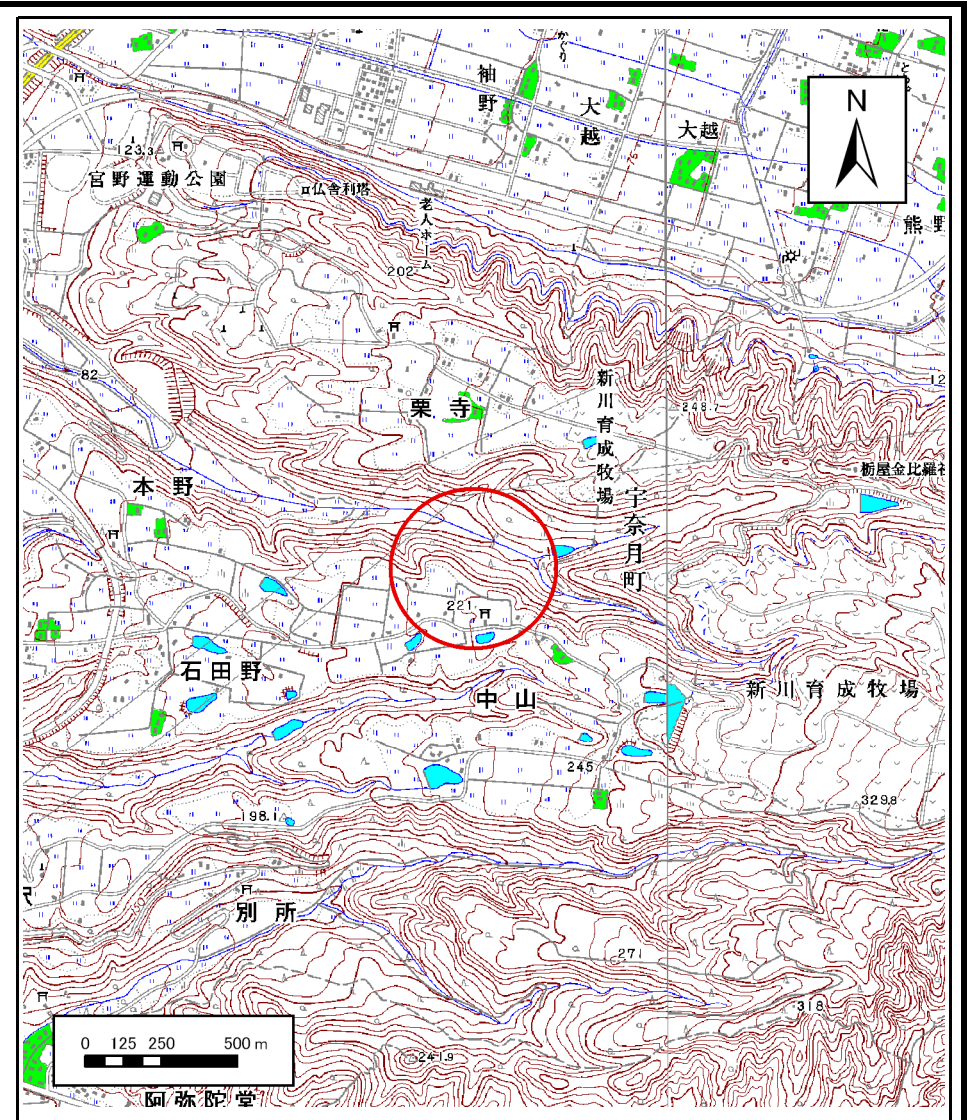 かぐり
袖野
大越
大越
N
熊野
123.3
宮野運動公園
仏舎利塔
老人ホーム
202
82
栗寺
新川育成牧場
248.7
12
栃屋金比羅社
本野
宇奈月町
221
石田野
中山
新川育成牧場
245
329.8
198.1
別所
271
318
241.9
0 125 250 500 m
阿弥陀堂